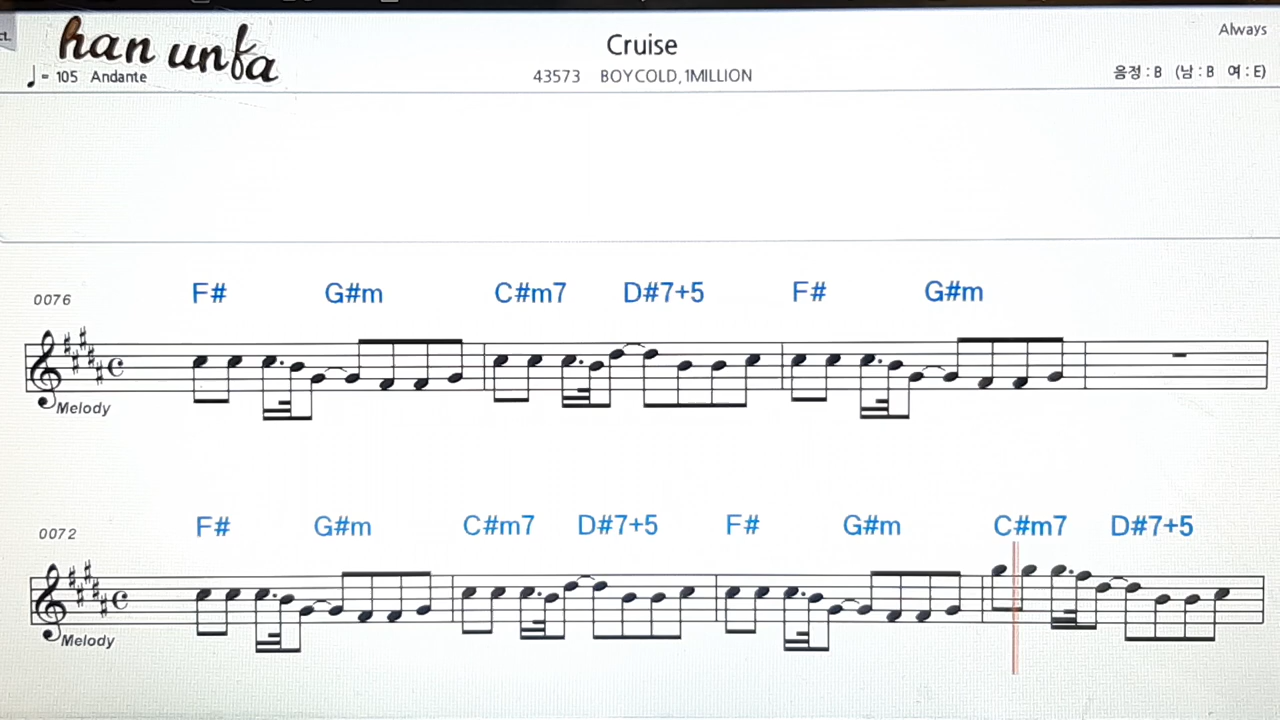 ct.
han unfa
Cruise
Always
♩= 105 Andante
43573 BOYCOLD,1MILLION
음정 : B (남 : B 여 : E)
F# G#m C#m7 D#7+5 F# G#m
0076
Melody
F# G#m C#m7 D#7+5 F# G#m C#m7 D#7+5
0072
Melody